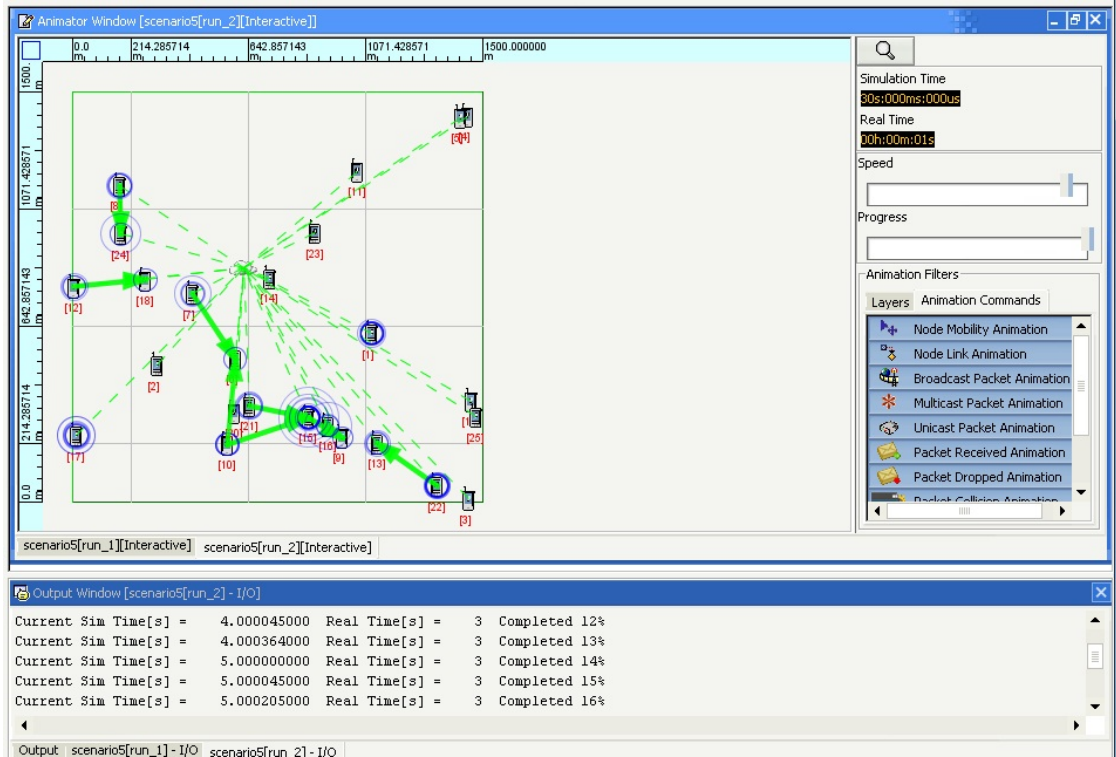 Animator Window [scenario5[run_2][Interactive]]
0.0 214.285714 642.857143 1071.428571 1500.000000
m m m m m
1500. m
1071.428571 m
642.857143 m
214.285714 m
0.0 m
[4]
[11]
[8]
[23]
[24]
[14]
[12]
[18]
[7]
[1]
[2]
[21]
[15]
[16]
[25]
[17]
[10]
[9]
[13]
[22]
[3]
Simulation Time
30s:000ms:000us
Real Time
00h:00m:01s
Speed
Progress
Animation Filters
Layers Animation Commands
Node Mobility Animation
Node Link Animation
Broadcast Packet Animation
Multicast Packet Animation
Unicast Packet Animation
Packet Received Animation
Packet Dropped Animation
Packet Collision Animation
scenario5[run_1][Interactive] scenario5[run_2][Interactive]
Output Window [scenario5[run_2] - I/O]
Current Sim Time[s] = 4.000045000 Real Time[s] = 3 Completed 12%
Current Sim Time[s] = 4.000364000 Real Time[s] = 3 Completed 13%
Current Sim Time[s] = 5.000000000 Real Time[s] = 3 Completed 14%
Current Sim Time[s] = 5.000045000 Real Time[s] = 3 Completed 15%
Current Sim Time[s] = 5.000205000 Real Time[s] = 3 Completed 16%
Output scenario5[run_1] - I/O scenario5[run_2] - I/O